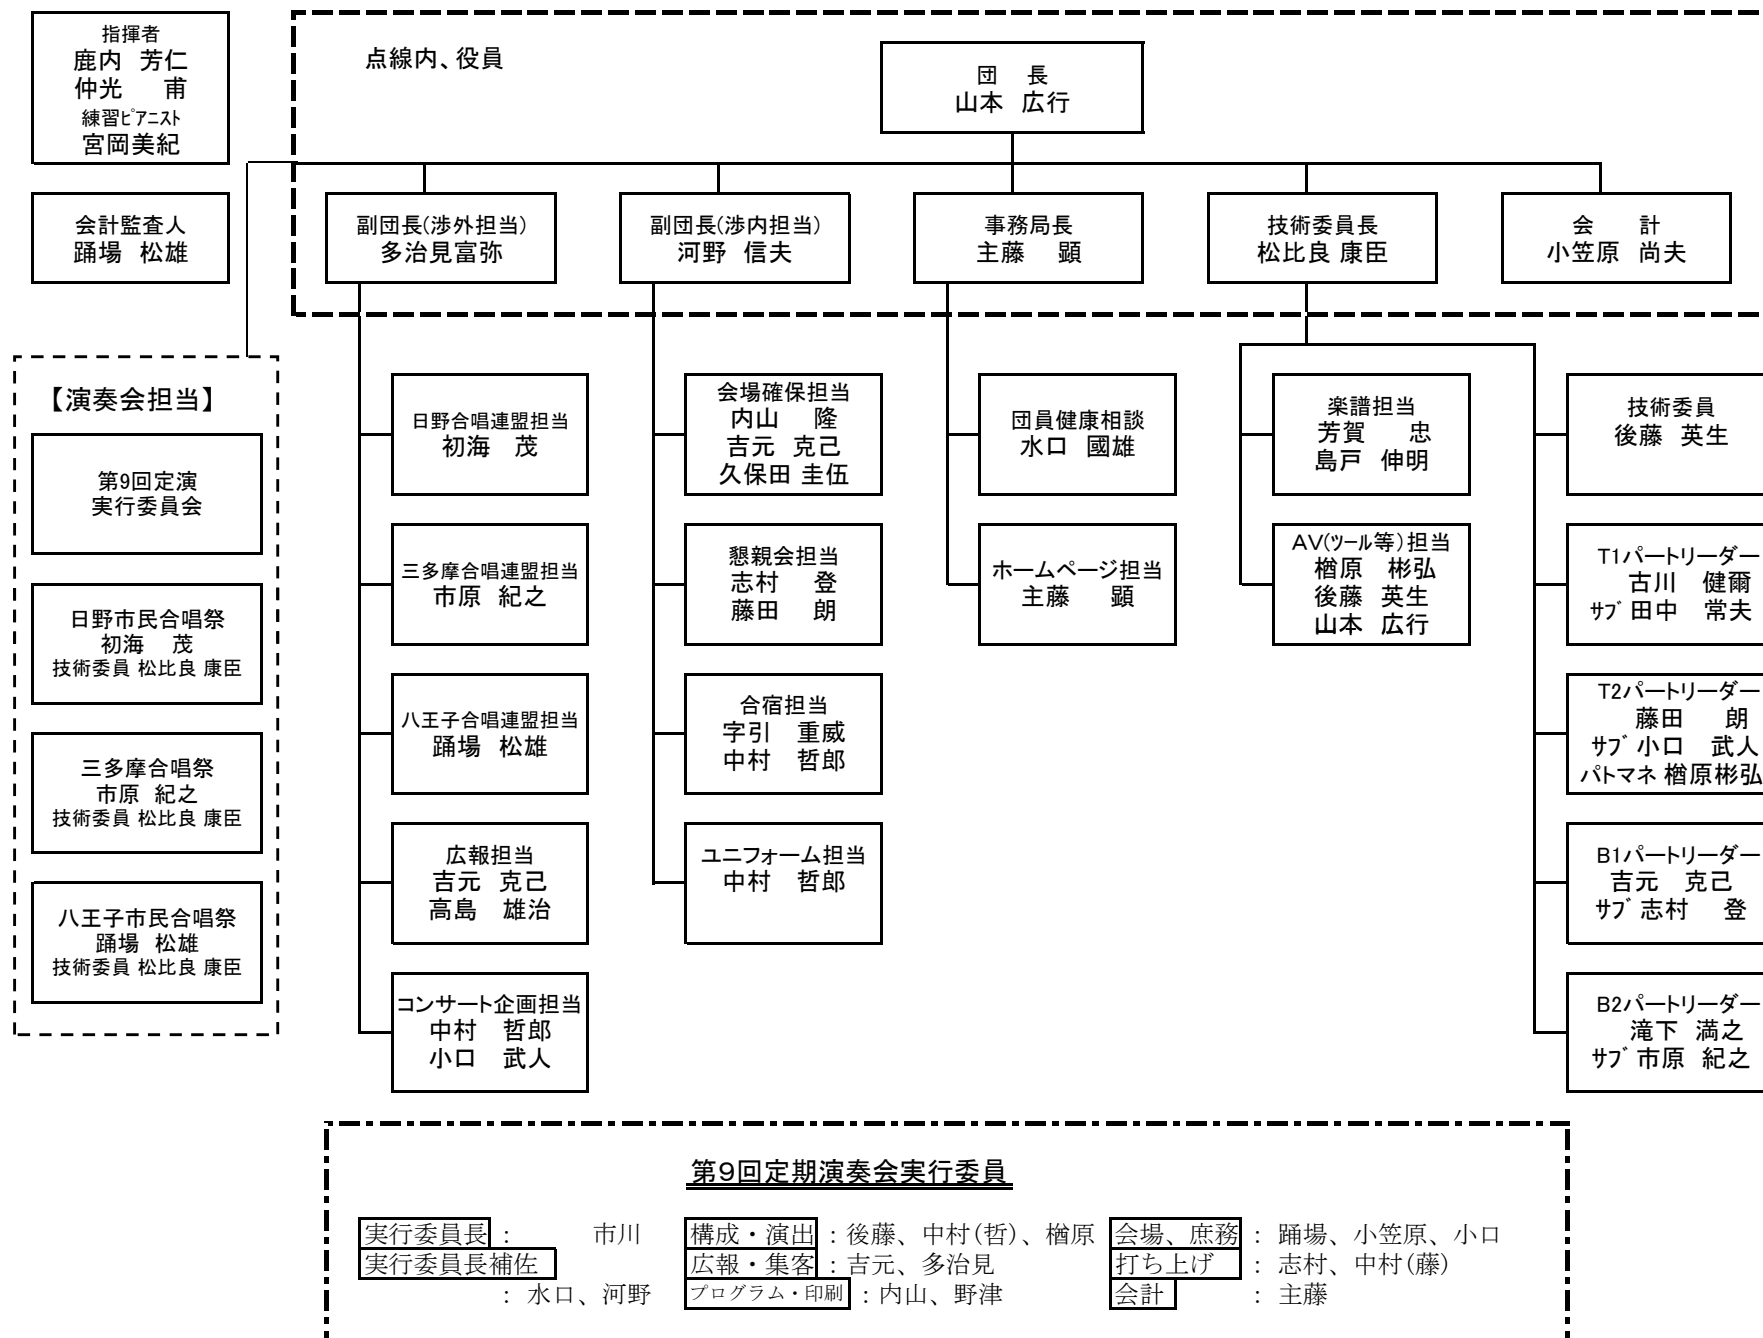 指揮者
鹿内 芳仁
仲光 甫
練習ﾋﾟｱﾆｽﾄ
宮岡美紀
会計監査人
踊場 松雄
点線内、役員
団 長
山本 広行
副団長(渉外担当)
多治見富弥
副団長(渉内担当)
河野 信夫
事務局長
主藤 顕
技術委員長
松比良 康臣
会 計
小笠原 尚夫
【演奏会担当】
第9回定演
実行委員会
日野市民合唱祭
初海 茂
技術委員 松比良 康臣
三多摩合唱祭
市原 紀之
技術委員 松比良 康臣
八王子市民合唱祭
踊場 松雄
技術委員 松比良 康臣
日野合唱連盟担当
初海 茂
三多摩合唱連盟担当
市原 紀之
八王子合唱連盟担当
踊場 松雄
広報担当
吉元 克己
高島 雄治
コンサート企画担当
中村 哲郎
小口 武人
会場確保担当
内山 隆
吉元 克己
久保田 圭伍
懇親会担当
志村 登
藤田 朗
合宿担当
字引 重威
中村 哲郎
ユニフォーム担当
中村 哲郎
団員健康相談
水口 國雄
ホームページ担当
主藤 顕
楽譜担当
芳賀 忠
島戸 伸明
AV(ﾂｰﾙ等)担当
楢原 彬弘
後藤 英生
山本 広行
技術委員
後藤 英生
T1パートリーダー
古川 健爾
ｻﾌﾞ 田中 常夫
T2パートリーダー
藤田 朗
ｻﾌﾞ 小口 武人
パトマネ 楢原彬弘
B1パートリーダー
吉元 克己
ｻﾌﾞ 志村 登
B2パートリーダー
滝下 満之
ｻﾌﾞ 市原 紀之
第9回定期演奏会実行委員
実行委員長 : 市川
実行委員長補佐
: 水口、河野
構成・演出 : 後藤、中村(哲)、楢原
広報・集客 : 吉元、多治見
プログラム・印刷 : 内山、野津
会場、庶務 : 踊場、小笠原、小口
打ち上げ : 志村、中村(藤)
会計 : 主藤